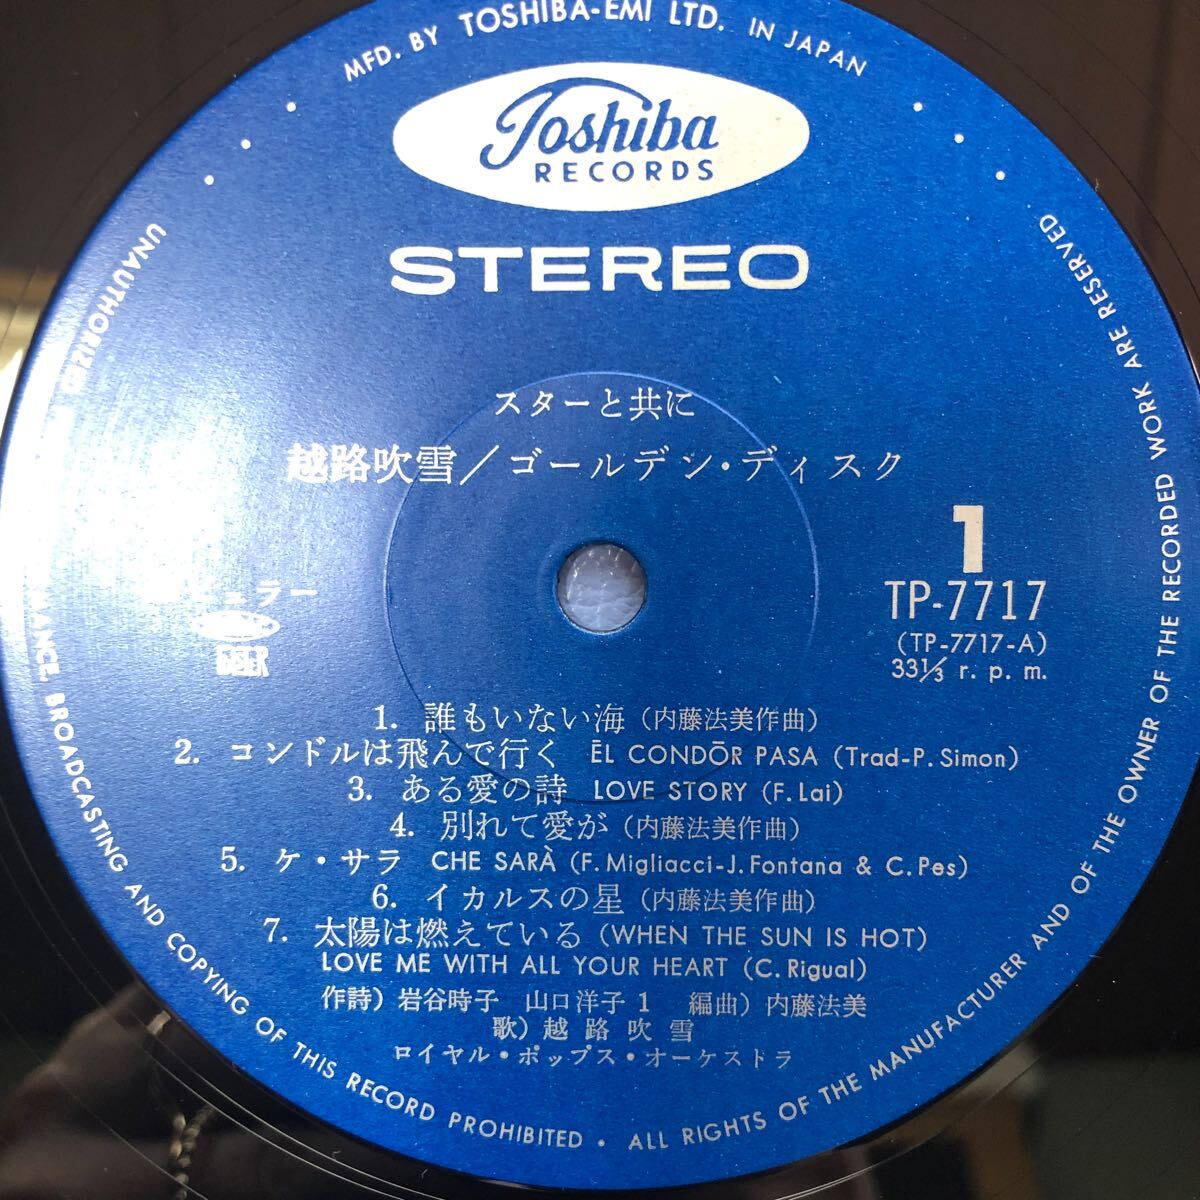 MFD. BY TOSHIBA-EMI LTD. IN JAPAN
Toshiba
RECORDS
STEREO
スターと共に
越路吹雪／ゴールデン・ディスク
1
TP-7717
(TP-7717-A)
33⅓ r. p. m.
1. 誰もいない海 (内藤法美作曲)
2. コンドルは飛んで行く ĒL CONDŌR PASA (Trad-P. Simon)
3. ある愛の詩 LOVE STORY (F. Lai)
4. 別れて愛が (内藤法美作曲)
5. ケ・サラ CHE SARÀ (F. Migliacci-J. Fontana & C. Pes)
6. イカルスの星 (内藤法美作曲)
7. 太陽は燃えている (WHEN THE SUN IS HOT)
LOVE ME WITH ALL YOUR HEART (C. Rigual)
作詩) 岩谷時子 山口洋子 1 編曲) 内藤法美
歌) 越路吹雪
ロイヤル・ポップス・オーケストラ
UNAUTHORIZED BROADCASTING AND COPYING OF THIS RECORD PROHIBITED • ALL RIGHTS OF THE MANUFACTURER AND OF THE OWNER OF THE RECORDED WORK ARE RESERVED